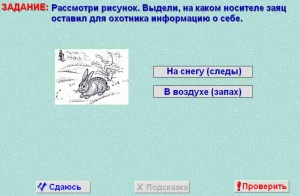 ЗАДАНИЕ: Рассмотри рисунок. Выдели, на каком носителе заяц
оставил для охотника информацию о себе.
На снегу (следы)
В воздухе (запах)
Сдаюсь
X Подсказка
Проверить